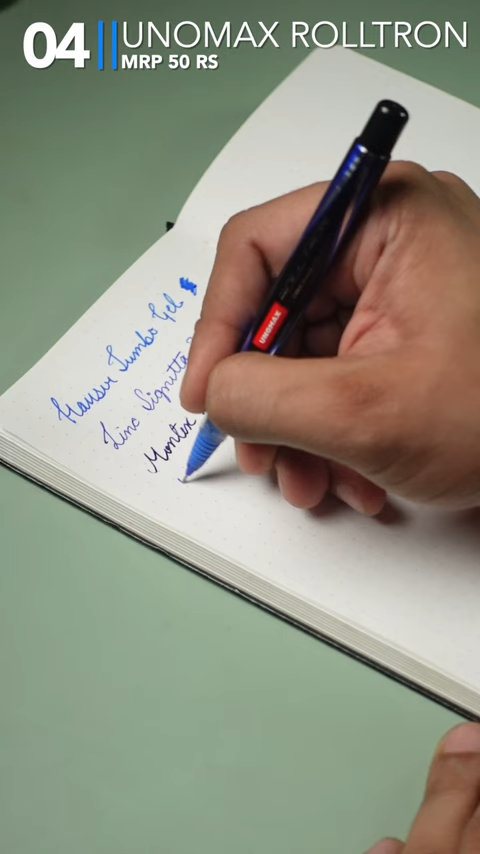 04 UNOMAX ROLLTRON
MRP 50 RS
UNOMAX
Hauser Jumbo Gel
Linc Signetta
Montex